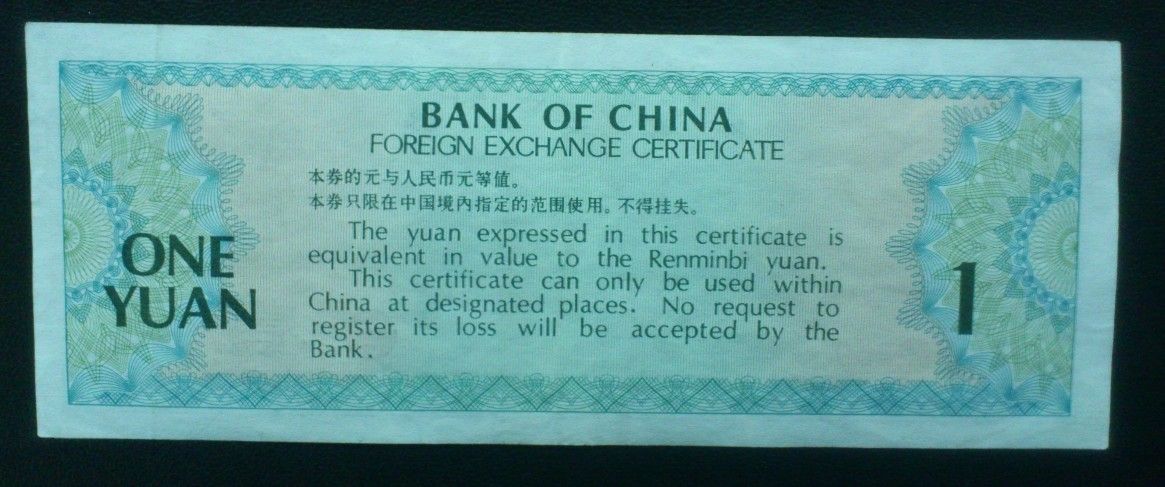 BANK OF CHINA
FOREIGN EXCHANGE CERTIFICATE
本券的元与人民币元等值。
本券只限在中国境内指定的范围使用。不得挂失。
The yuan expressed in this certificate is
equivalent in value to the Renminbi yuan.
This certificate can only be used within
China at designated places. No request to
register its loss will be accepted by the
Bank.
ONE
YUAN
1